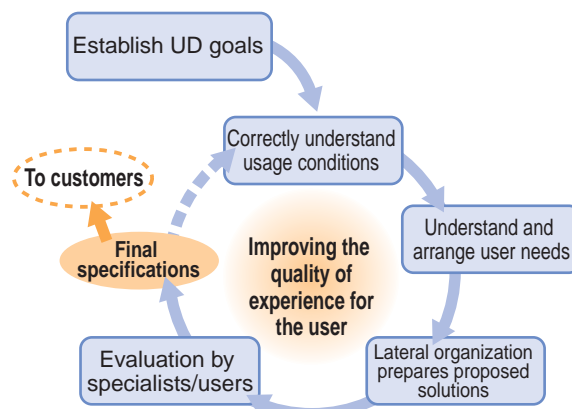 Establish UD goals
Correctly understand
usage conditions
To customers
Understand and
arrange user needs
Final
specifications
Improving the
quality of
experience for
the user
Evaluation by
specialists/users
Lateral organization
prepares proposed
solutions